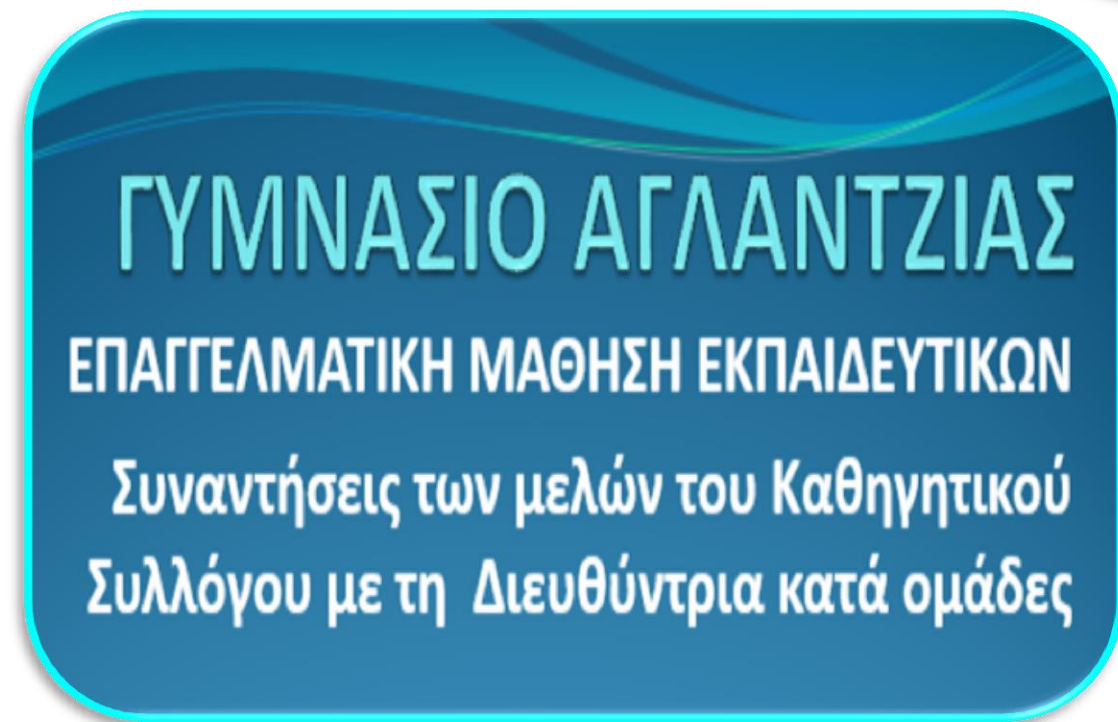 ΓΥΜΝΑΣΙΟ ΑΓΛΑΝΤΖΙΑΣ
ΕΠΑΓΓΕΛΜΑΤΙΚΗ ΜΑΘΗΣΗ ΕΚΠΑΙΔΕΥΤΙΚΩΝ
Συναντήσεις των μελών του Καθηγητικού
Συλλόγου με τη Διευθύντρια κατά ομάδες